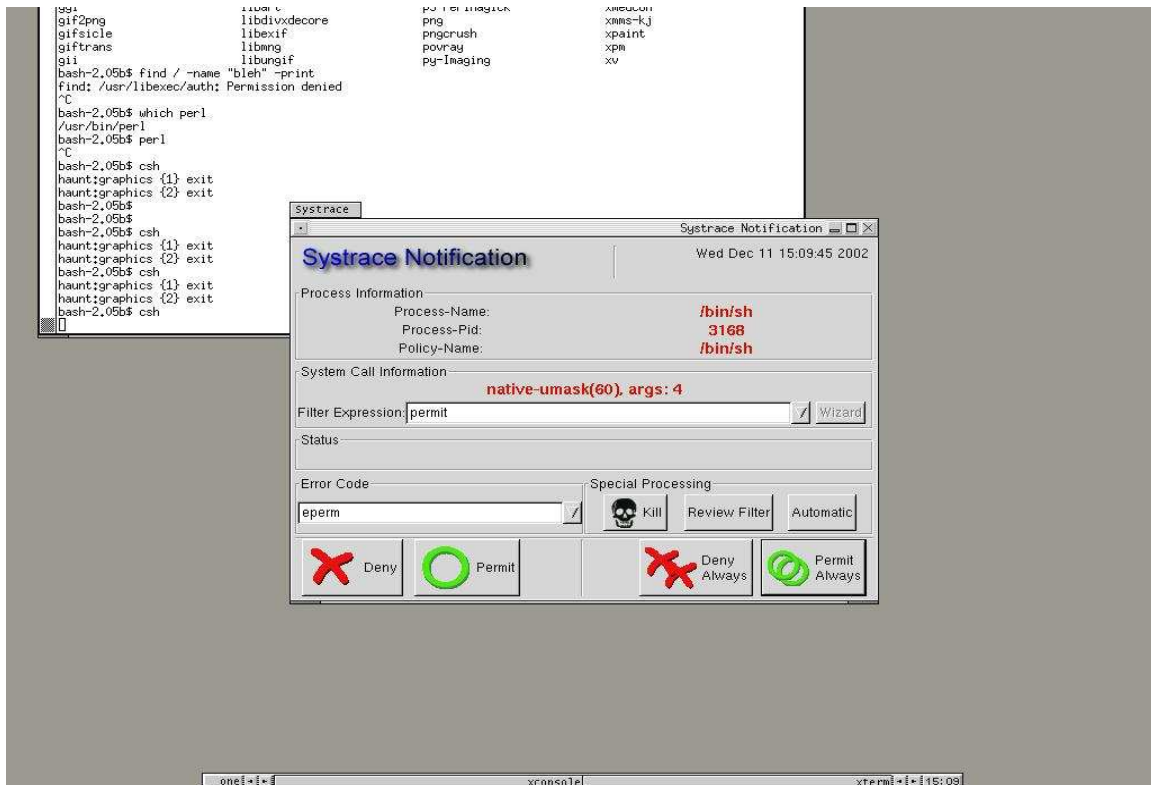 ggi libart p5-PerlMagick xmedcon
gif2png libdivxdecore png xmms-kj
gifsicle libexif pngcrush xpaint
giftrans libmng povray xpm
gii libungif py-Imaging xv
bash-2.05b$ find / -name "bleh" -print
find: /usr/libexec/auth: Permission denied
^C
bash-2.05b$ which perl
/usr/bin/perl
bash-2.05b$ perl
^C
bash-2.05b$ csh
haunt:graphics {1} exit
haunt:graphics {2} exit
bash-2.05b$
bash-2.05b$
bash-2.05b$ csh
haunt:graphics {1} exit
haunt:graphics {2} exit
bash-2.05b$ csh
haunt:graphics {1} exit
haunt:graphics {2} exit
bash-2.05b$ csh
Systrace
Systrace Notification
Systrace Notification
Wed Dec 11 15:09:45 2002
Process Information
Process-Name: /bin/sh
Process-Pid: 3168
Policy-Name: /bin/sh
System Call Information
native-umask(60), args: 4
Filter Expression: permit Wizard
Status
Error Code
eperm
Special Processing
Kill Review Filter Automatic
Deny Permit Deny Always Permit Always
one xconsole xterm 15:09